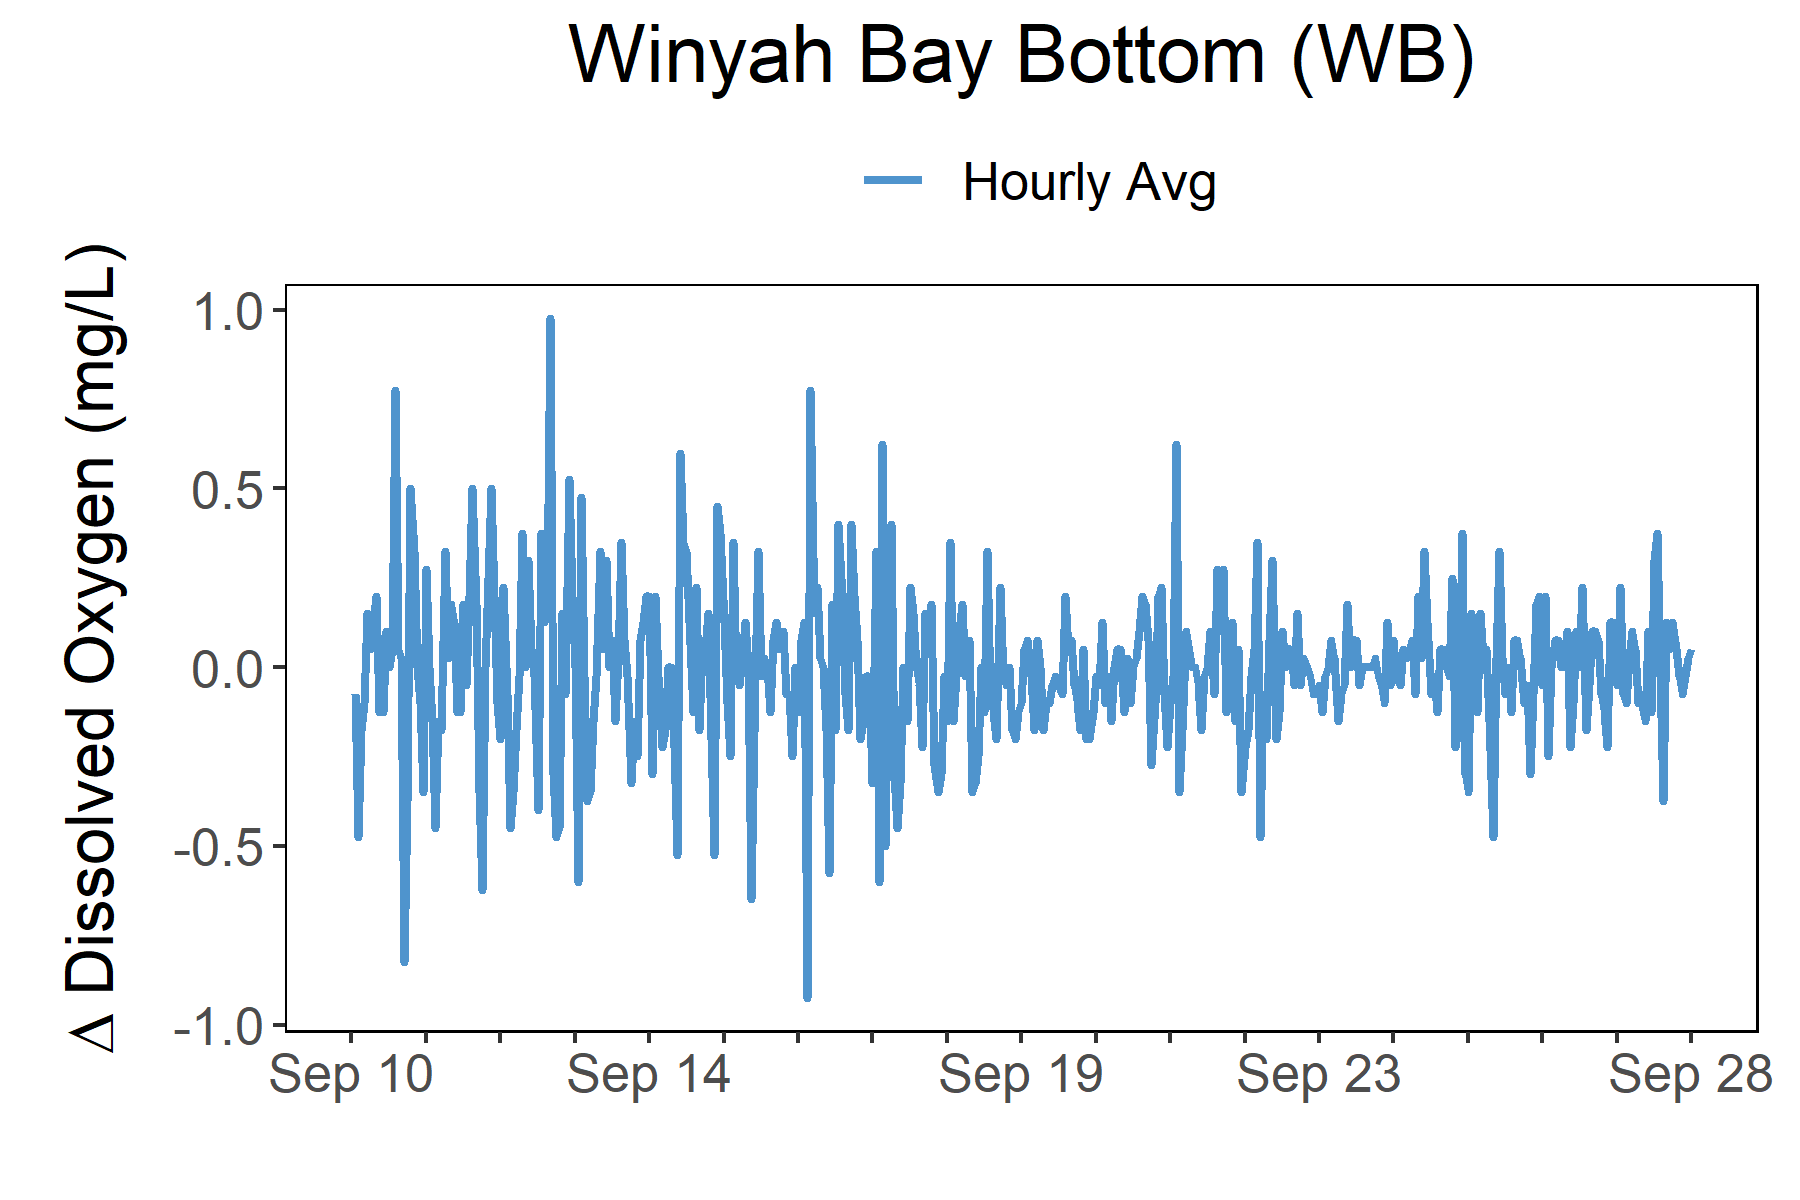 Winyah Bay Bottom (WB)
Hourly Avg
Δ Dissolved Oxygen (mg/L)
1.0
0.5
0.0
-0.5
-1.0
Sep 10 Sep 14 Sep 19 Sep 23 Sep 28